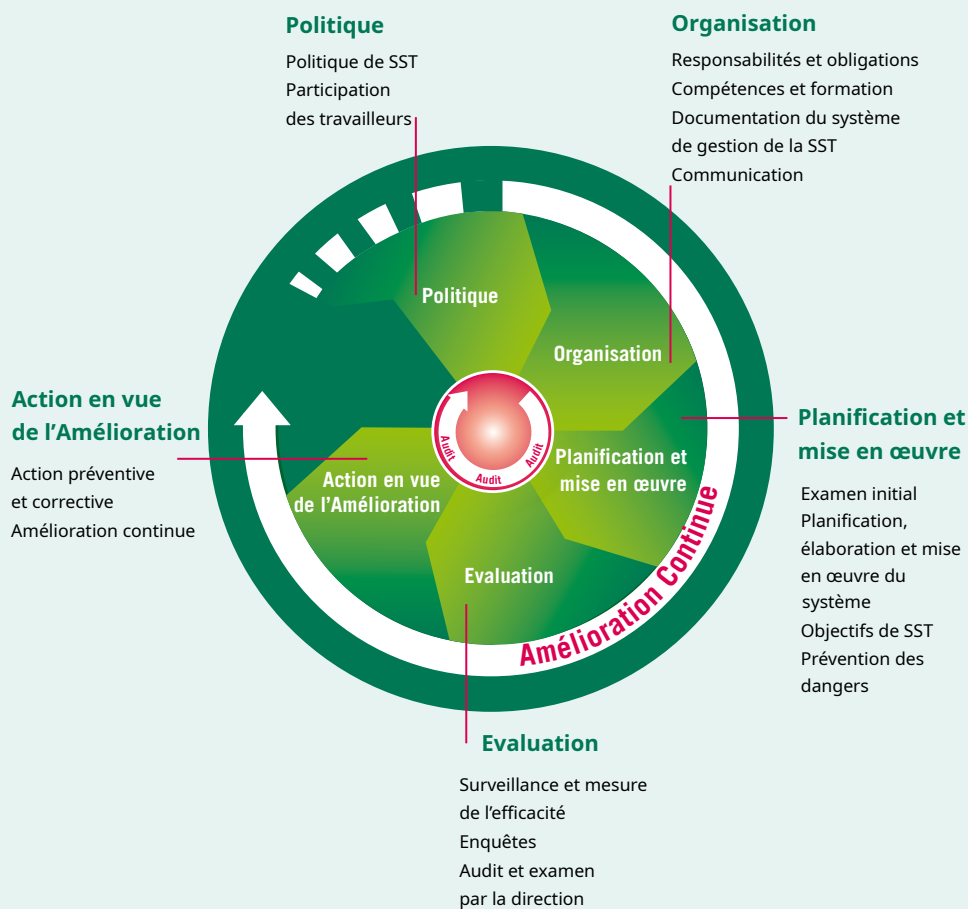 Politique
Politique de SST
Participation
des travailleurs
Organisation
Responsabilités et obligations
Compétences et formation
Documentation du système
de gestion de la SST
Communication
Politique
Organisation
Planification et
mise en œuvre
Evaluation
Action en vue
de l’Amélioration
Audit
Audit
Audit
Amélioration Continue
Action en vue
de l’Amélioration
Action préventive
et corrective
Amélioration continue
Planification et
mise en œuvre
Examen initial
Planification,
élaboration et mise
en œuvre du
système
Objectifs de SST
Prévention des
dangers
Evaluation
Surveillance et mesure
de l’efficacité
Enquêtes
Audit et examen
par la direction